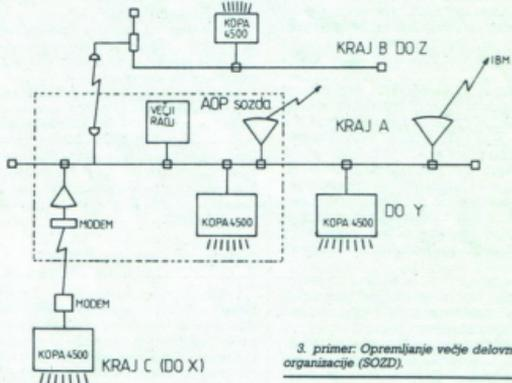 KOPA
4500
KRAJ B DO Z
IBM
AOP sozda
VEČJI
RAČ.
KRAJ A
KOPA 4500
KOPA 4500
DO Y
MODEM
MODEM
KOPA 4500
KRAJ C (DO X)
3. primer: Opremljanje večje delovn
organizacije (SOZD).